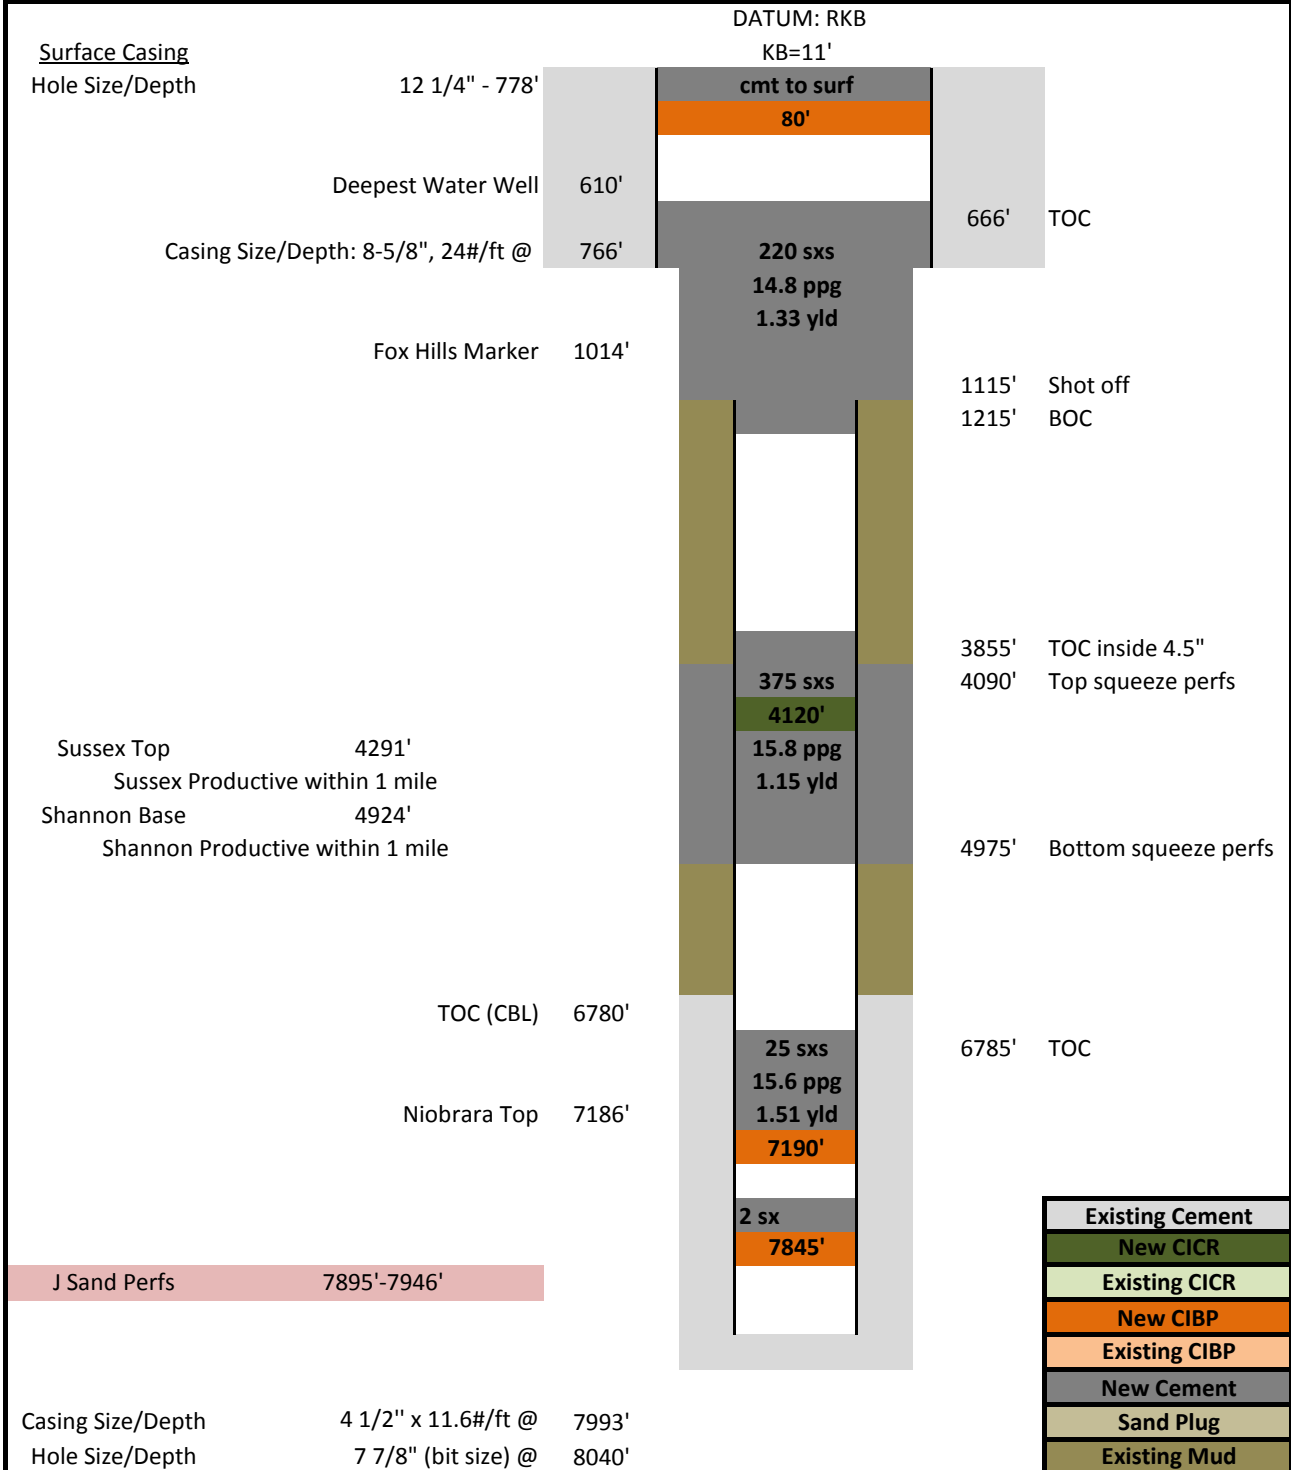 DATUM: RKB
Surface Casing KB=11'
Hole Size/Depth 12 1/4" - 778' cmt to surf
80'
Deepest Water Well 610'
666' TOC
Casing Size/Depth: 8-5/8", 24#/ft @ 766' 220 sxs
14.8 ppg
1.33 yld
Fox Hills Marker 1014'
1115' Shot off
1215' BOC
3855' TOC inside 4.5"
375 sxs 4090' Top squeeze perfs
4120'
Sussex Top 4291' 15.8 ppg
Sussex Productive within 1 mile 1.15 yld
Shannon Base 4924'
Shannon Productive within 1 mile 4975' Bottom squeeze perfs
TOC (CBL) 6780'
25 sxs 6785' TOC
15.6 ppg
Niobrara Top 7186' 1.51 yld
7190'
2 sx Existing Cement
7845' New CICR
J Sand Perfs 7895'-7946' Existing CICR
New CIBP
Existing CIBP
New Cement
Casing Size/Depth 4 1/2'' x 11.6#/ft @ 7993' Sand Plug
Hole Size/Depth 7 7/8" (bit size) @ 8040' Existing Mud